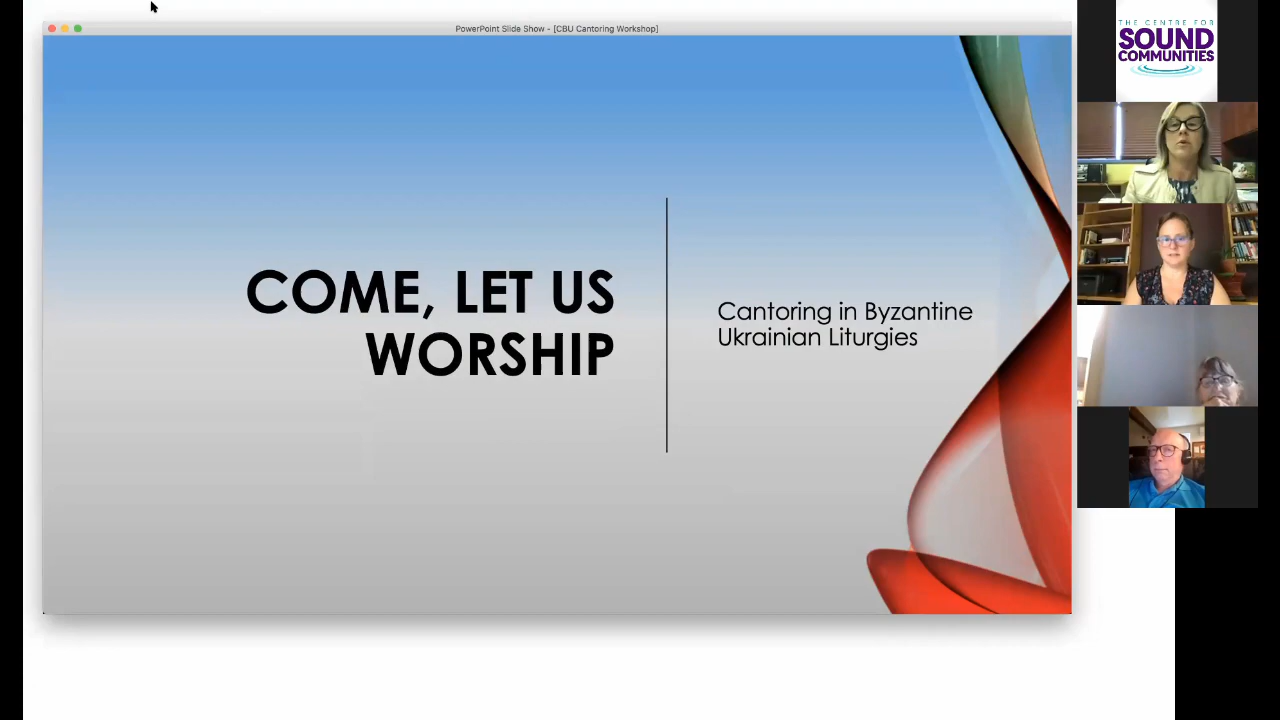 PowerPoint Slide Show - [CBU Cantoring Workshop]
COME, LET US
WORSHIP
Cantoring in Byzantine
Ukrainian Liturgies
THE CENTRE FOR
SOUND
COMMUNITIES